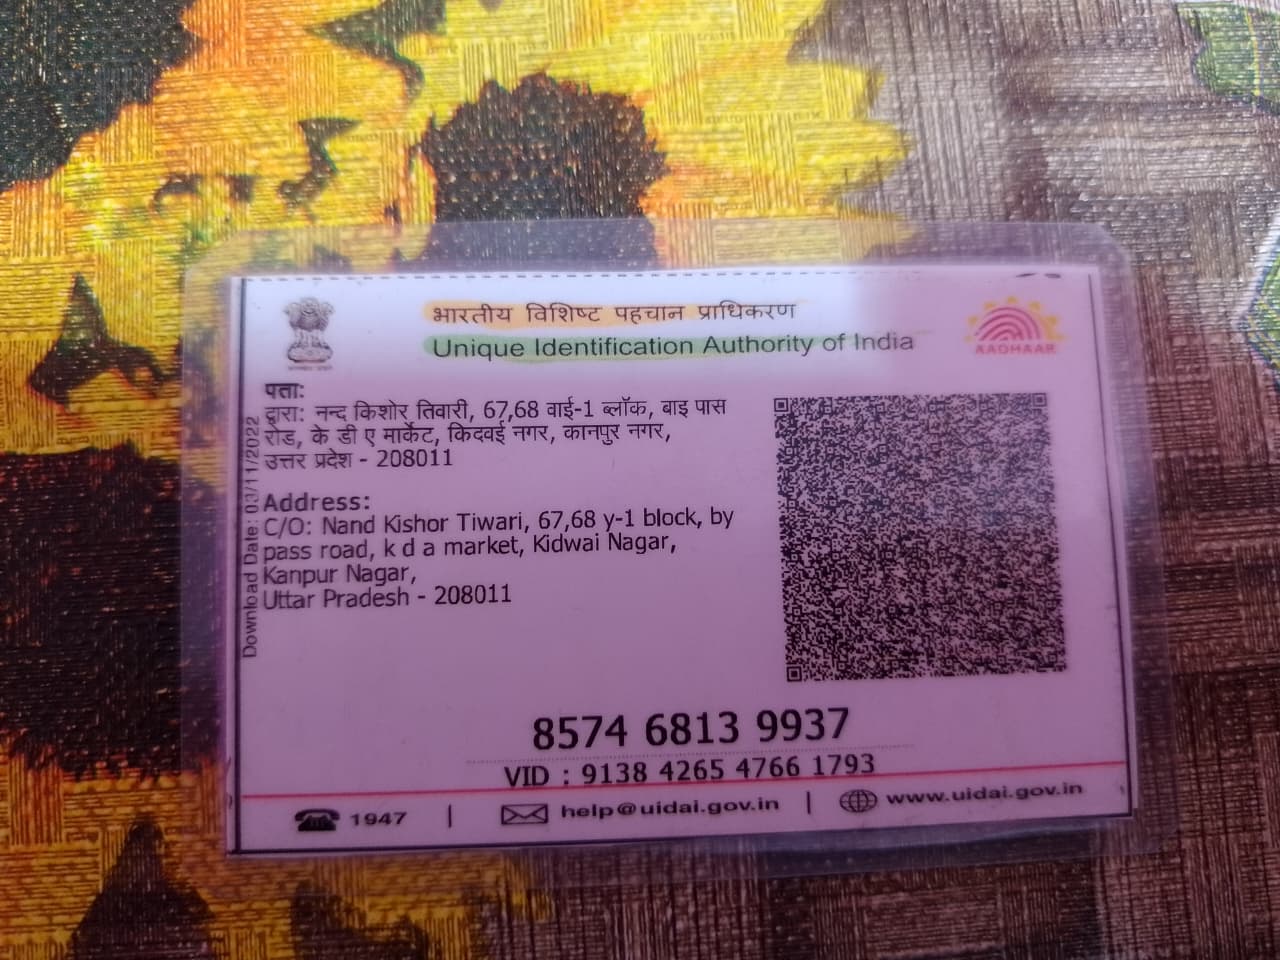 भारतीय विशिष्ट पहचान प्राधिकरण
Unique Identification Authority of India
AADHAAR
पता:
द्वारा: नन्द किशोर तिवारी, 67,68 वाई-1 ब्लॉक, बाइ पास
रोड, के डी ए मार्केट, किदवई नगर, कानपुर नगर,
उत्तर प्रदेश - 208011
Address:
C/O: Nand Kishor Tiwari, 67,68 y-1 block, by
pass road, k d a market, Kidwai Nagar,
Kanpur Nagar,
Uttar Pradesh - 208011
Download Date: 03/11/2022
8574 6813 9937
VID : 9138 4265 4766 1793
1947 | help@uidai.gov.in | www.uidai.gov.in